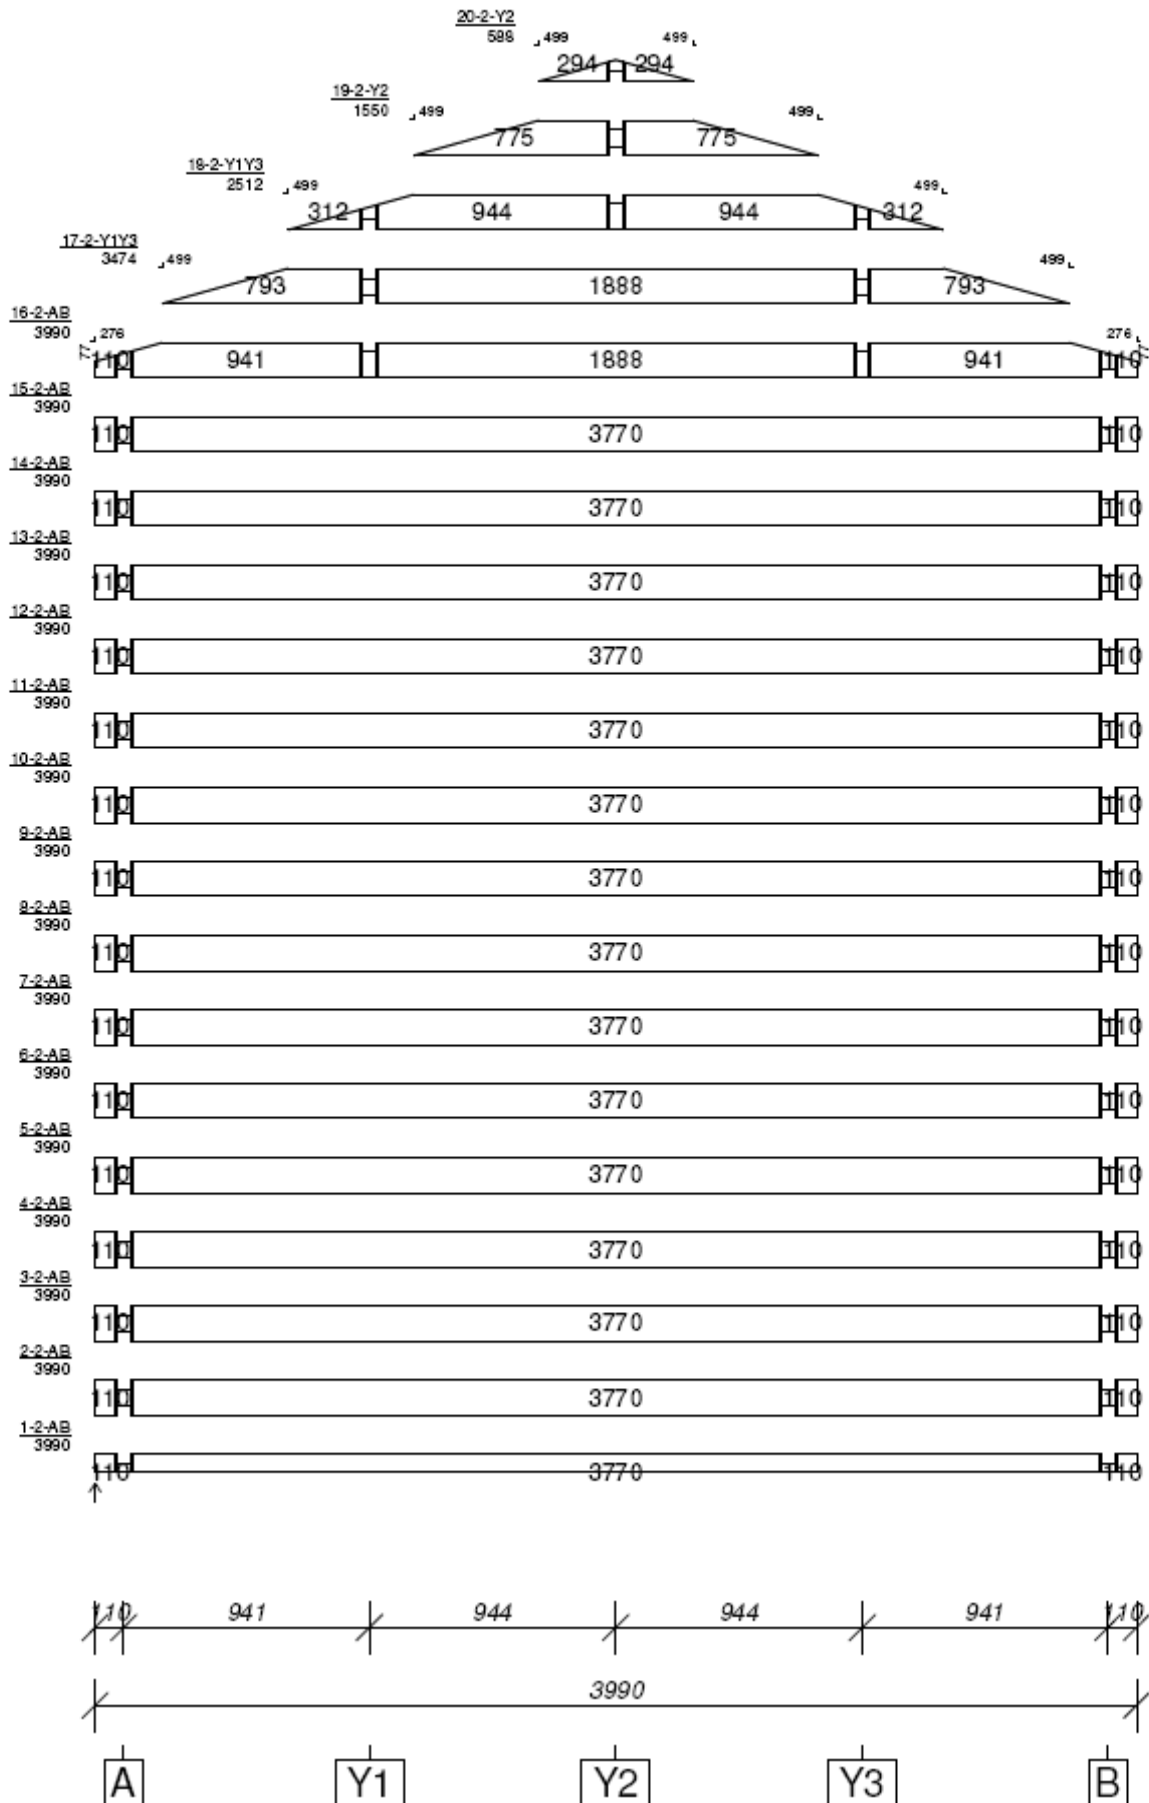 20-2-Y2
588 499 499
294 294
19-2-Y2
1550 499 499
775 775
18-2-Y1Y3
2512 499 499
312 944 944 312
17-2-Y1Y3
3474 499 499
793 1888 793
16-2-AB
3990 276 276
77 77
110 941 1888 941 110
15-2-AB
3990
110 3770 110
14-2-AB
3990
110 3770 110
13-2-AB
3990
110 3770 110
12-2-AB
3990
110 3770 110
11-2-AB
3990
110 3770 110
10-2-AB
3990
110 3770 110
9-2-AB
3990
110 3770 110
8-2-AB
3990
110 3770 110
7-2-AB
3990
110 3770 110
6-2-AB
3990
110 3770 110
5-2-AB
3990
110 3770 110
4-2-AB
3990
110 3770 110
3-2-AB
3990
110 3770 110
2-2-AB
3990
110 3770 110
1-2-AB
3990
110 3770 110
110 941 944 944 941 110
3990
A Y1 Y2 Y3 B